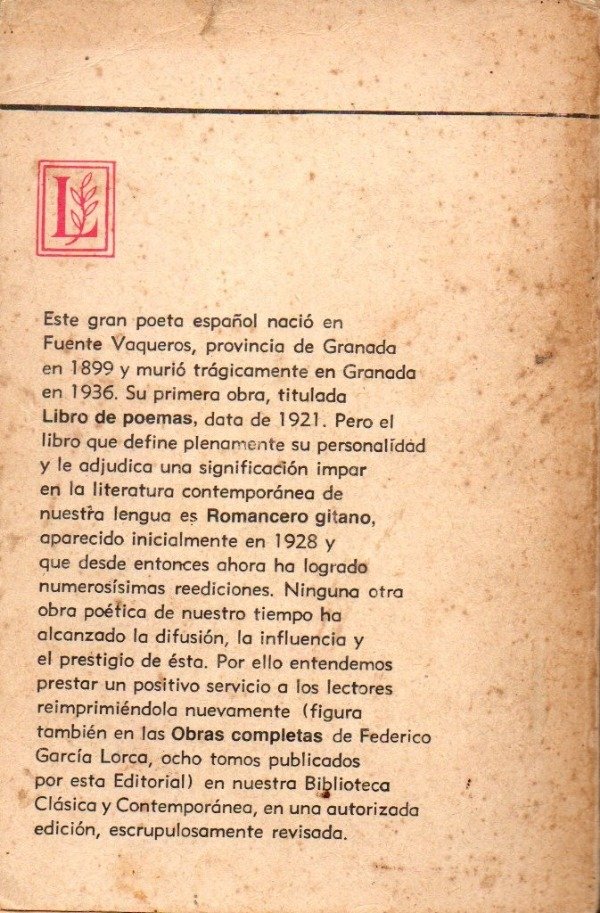 L
Este gran poeta español nació en
Fuente Vaqueros, provincia de Granada
en 1899 y murió trágicamente en Granada
en 1936. Su primera obra, titulada
Libro de poemas, data de 1921. Pero el
libro que define plenamente su personalidad
y le adjudica una significación impar
en la literatura contemporánea de
nuestra lengua es Romancero gitano,
aparecido inicialmente en 1928 y
que desde entonces ahora ha logrado
numerosísimas reediciones. Ninguna otra
obra poética de nuestro tiempo ha
alcanzado la difusión, la influencia y
el prestigio de ésta. Por ello entendemos
prestar un positivo servicio a los lectores
reimprimiéndola nuevamente (figura
también en las Obras completas de Federico
García Lorca, ocho tomos publicados
por esta Editorial) en nuestra Biblioteca
Clásica y Contemporánea, en una autorizada
edición, escrupulosamente revisada.